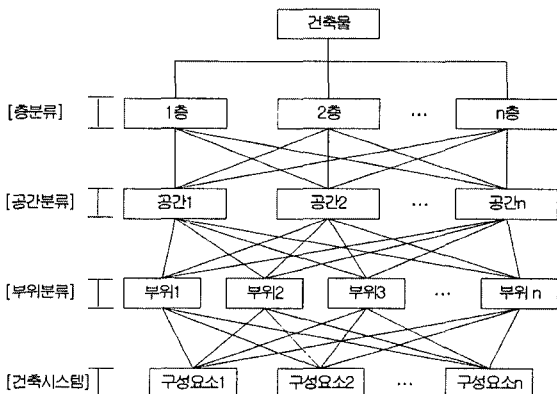 건축물
[층분류] 1층 2층 … n층
[공간분류] 공간1 공간2 … 공간n
[부위분류] 부위1 부위2 부위3 … 부위 n
[건축시스템] 구성요소1 구성요소2 … 구성요소n